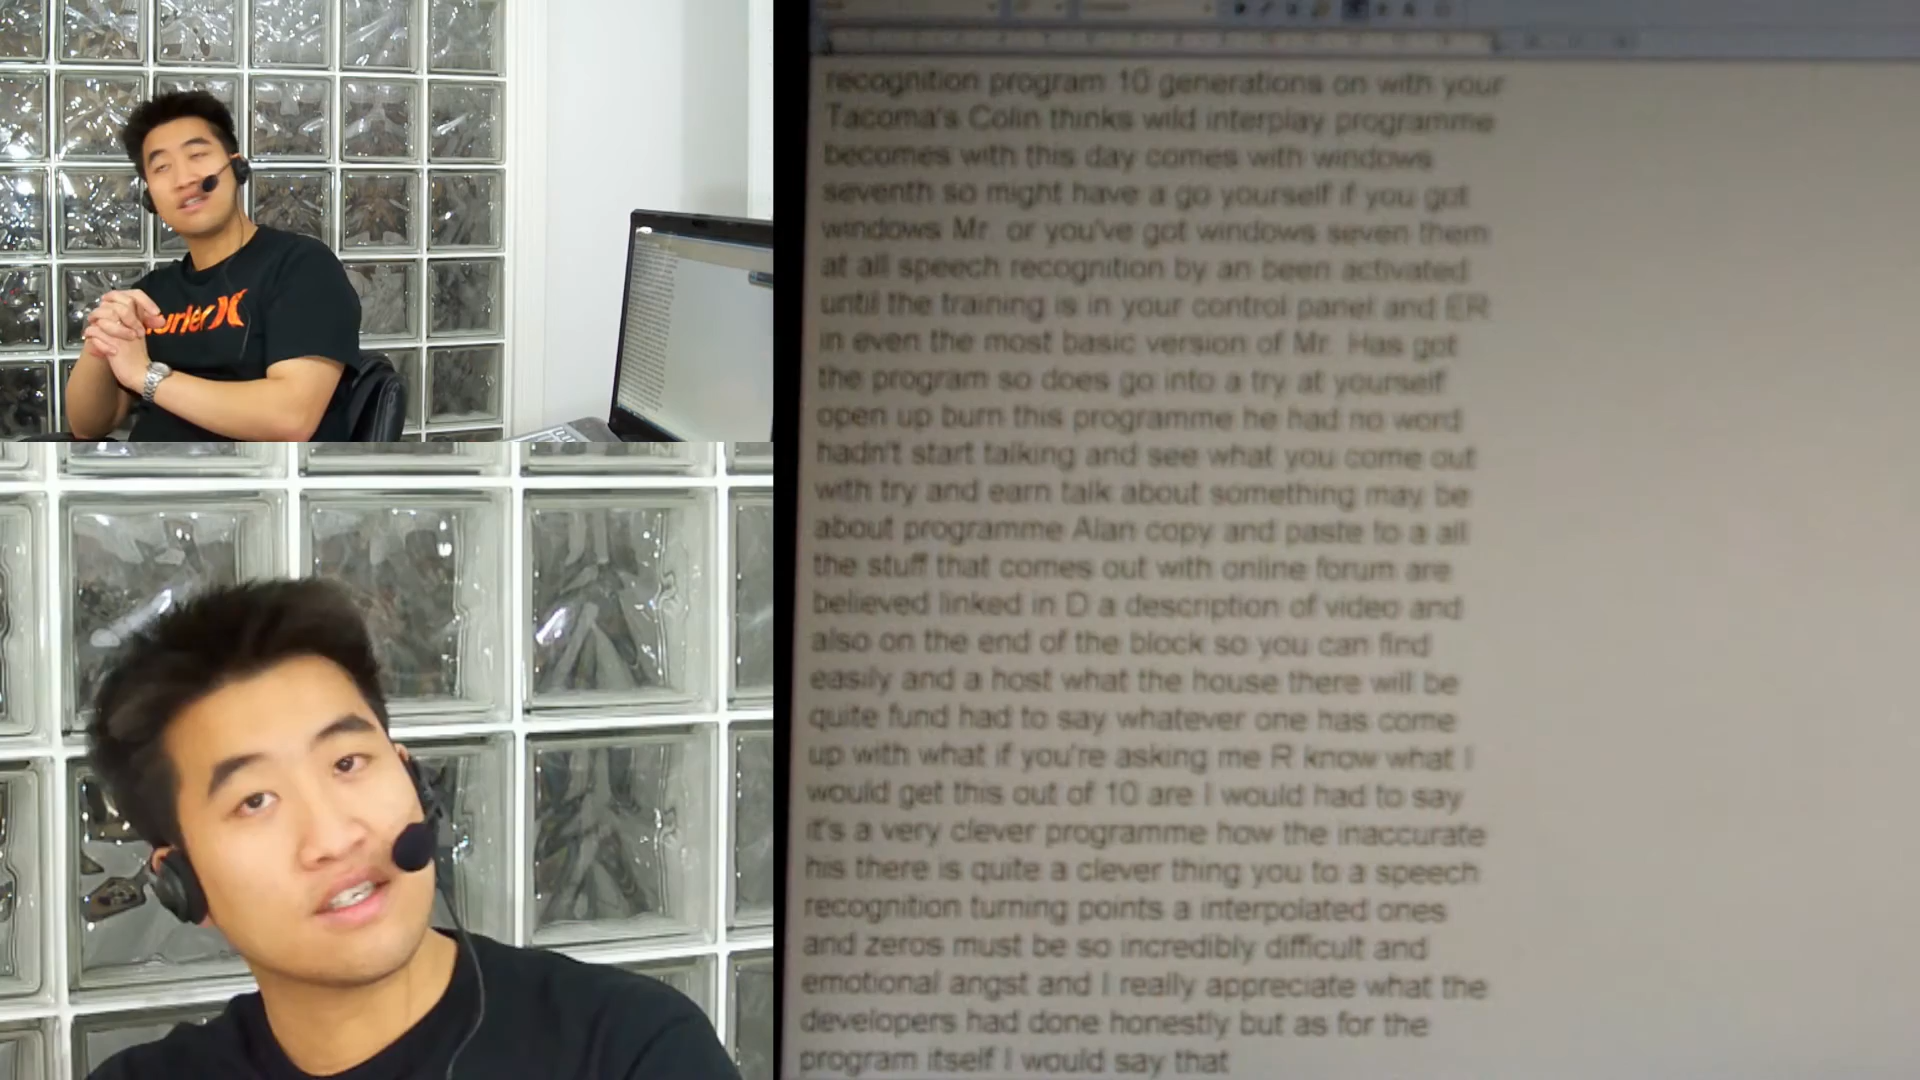 urley
recognition program 10 generations on with your
Tacoma's Colin thinks wild interplay programme
becomes with this day comes with windows
seventh so might have a go yourself if you got
windows Mr. or you've got windows seven them
at all speech recognition by an been activated
until the training is in your control panel and ER
in even the most basic version of Mr. Has got
the program so does go into a try at yourself
open up burn this programme he had no word
hadn't start talking and see what you come out
with try and earn talk about something may be
about programme Alan copy and paste to a all
the stuff that comes out with online forum are
believed linked in D a description of video and
also on the end of the block so you can find
easily and a host what the house there will be
quite fund had to say whatever one has come
up with what if you're asking me R know what I
would get this out of 10 are I would had to say
it's a very clever programme how the inaccurate
his there is quite a clever thing you to a speech
recognition turning points a interpolated ones
and zeros must be so incredibly difficult and
emotional angst and I really appreciate what the
developers had done honestly but as for the
program itself I would say that